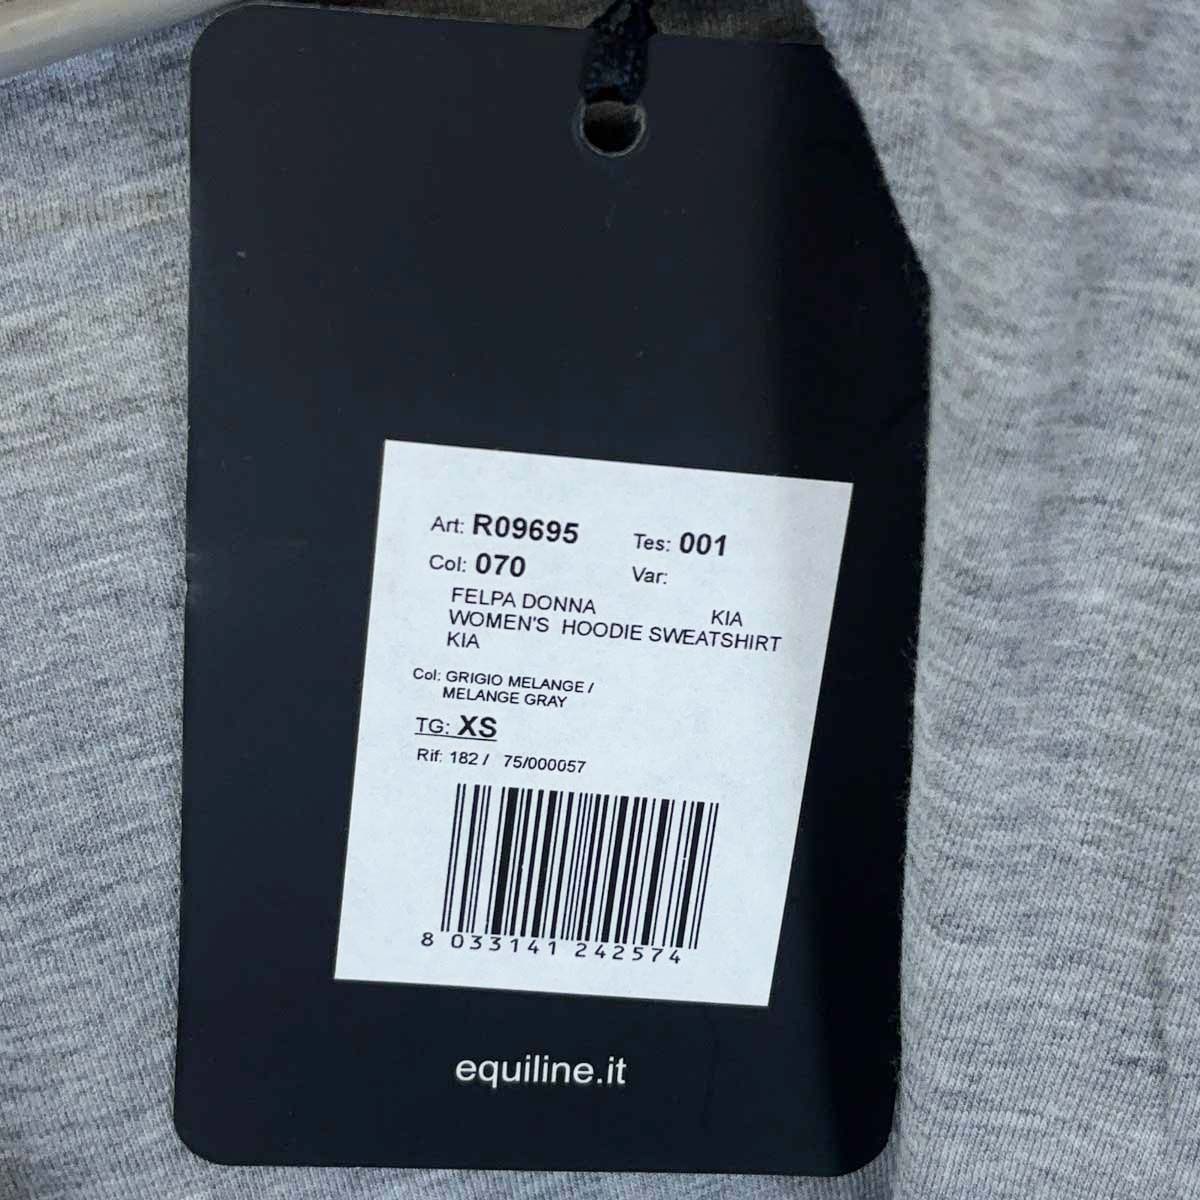 Art: R09695 Tes: 001
Col: 070 Var:
FELPA DONNA KIA
WOMEN'S HOODIE SWEATSHIRT
KIA
Col: GRIGIO MELANGE /
MELANGE GRAY
TG: XS
Rif: 182 / 75/000057
8 033141 242574
equiline.it